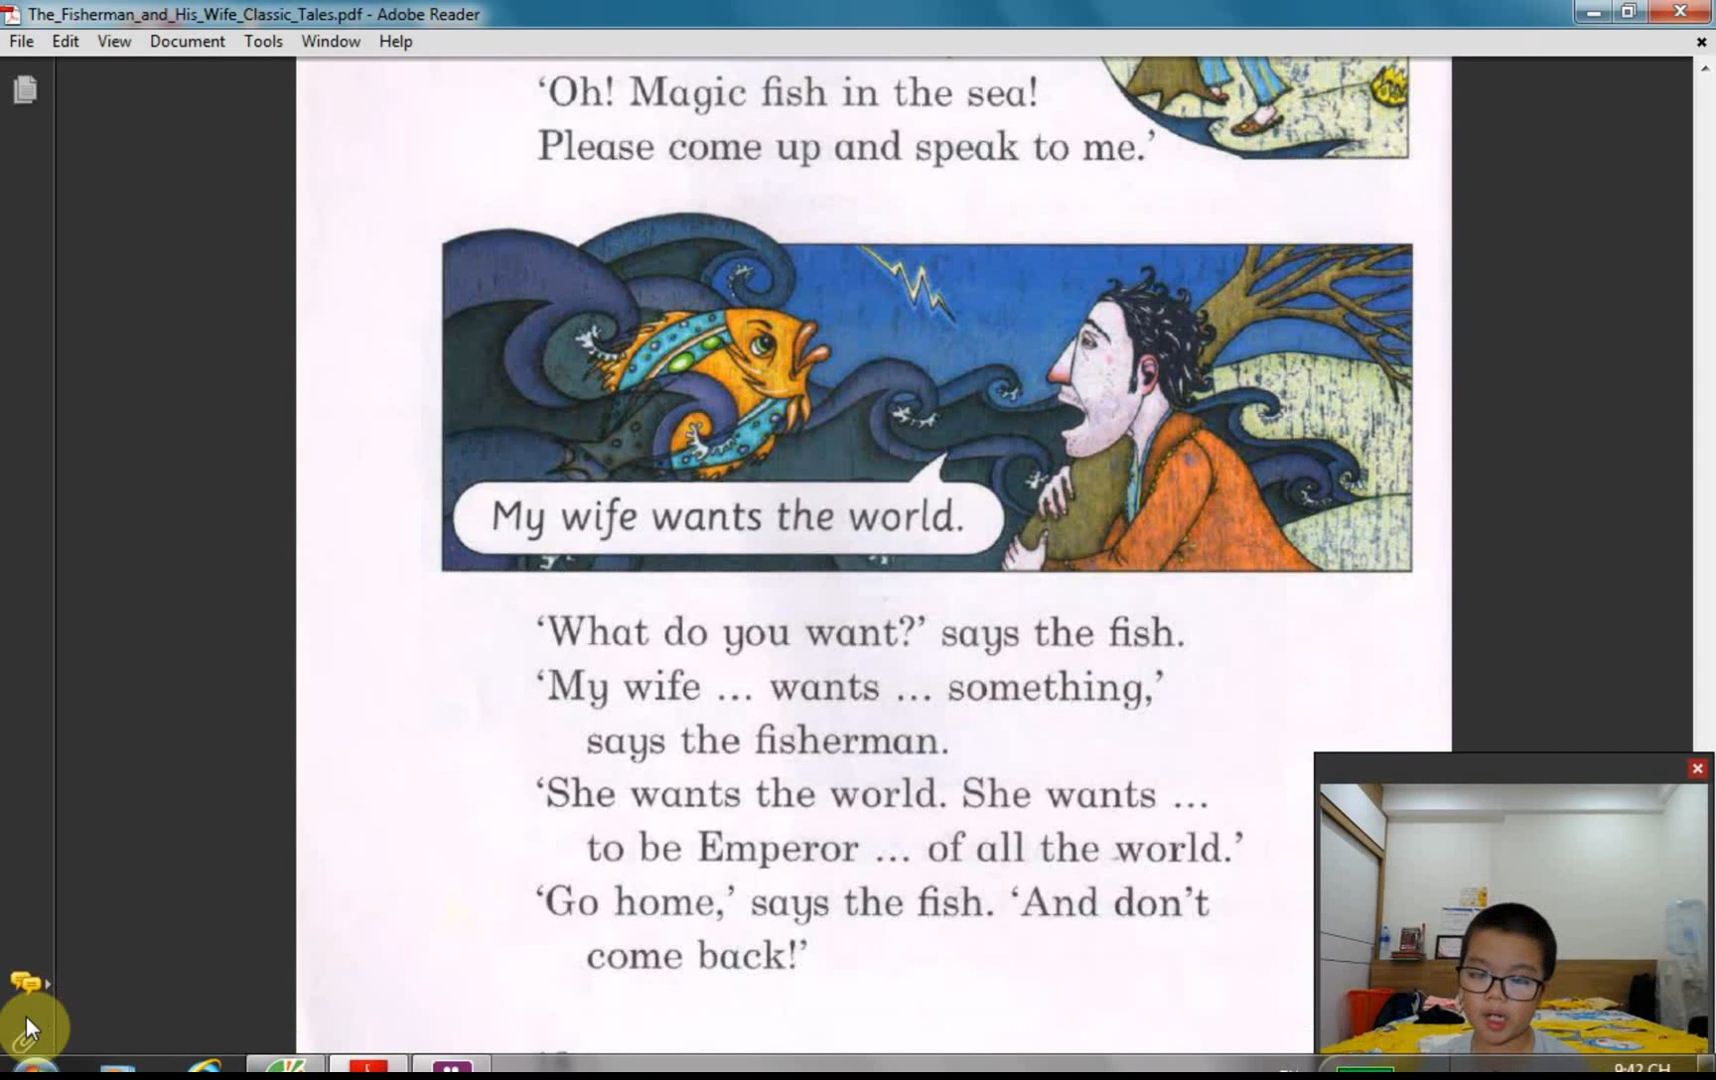 The_Fisherman_and_His_Wife_Classic_Tales.pdf - Adobe Reader
File Edit View Document Tools Window Help
‘Oh! Magic fish in the sea!
Please come up and speak to me.’
My wife wants the world.
‘What do you want?’ says the fish.
‘My wife ... wants ... something,’
says the fisherman.
‘She wants the world. She wants ...
to be Emperor ... of all the world.’
‘Go home,’ says the fish. ‘And don’t
come back!’
9:42 CH